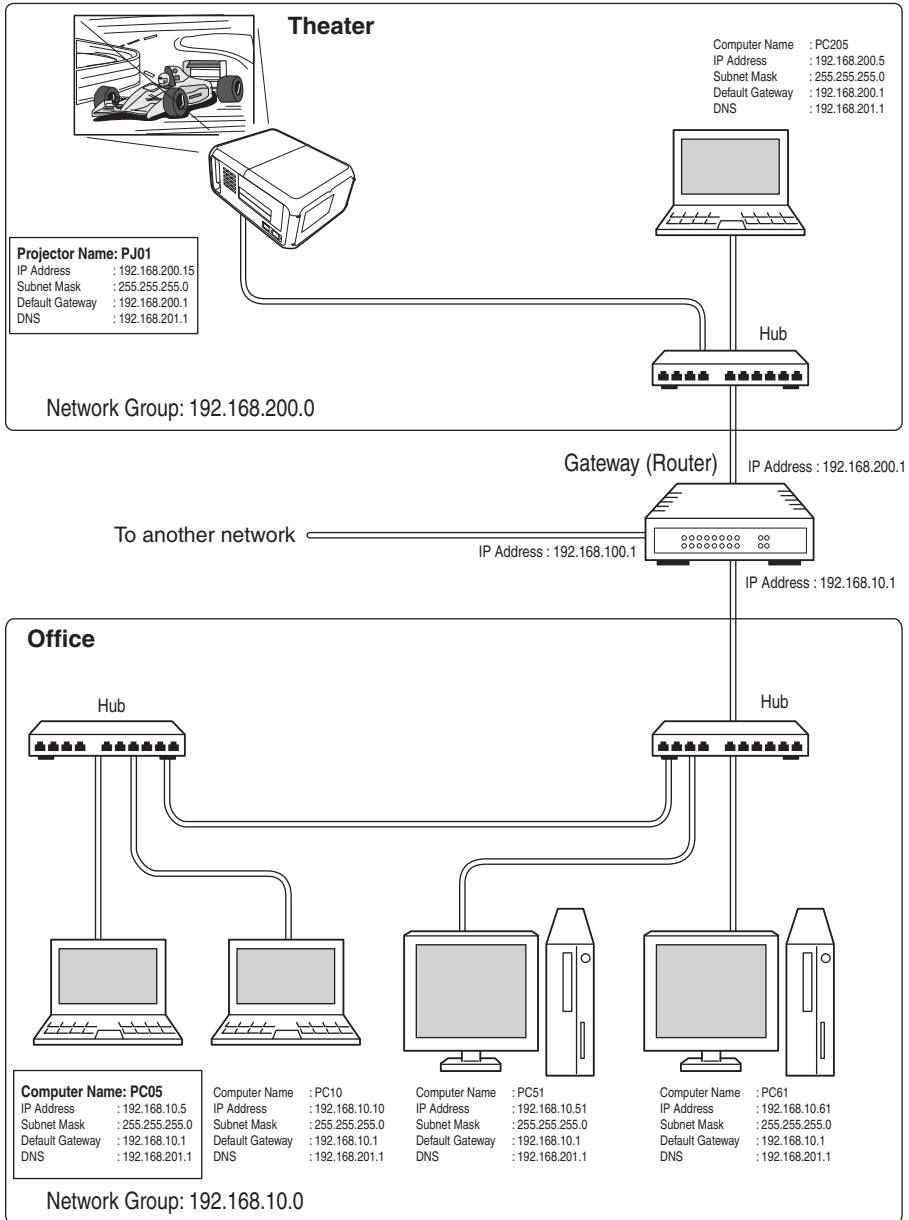 Theater
Computer Name : PC205
IP Address : 192.168.200.5
Subnet Mask : 255.255.255.0
Default Gateway : 192.168.200.1
DNS : 192.168.201.1
Projector Name: PJ01
IP Address : 192.168.200.15
Subnet Mask : 255.255.255.0
Default Gateway : 192.168.200.1
DNS : 192.168.201.1
Hub
Network Group: 192.168.200.0
Gateway (Router)
IP Address : 192.168.200.1
To another network
IP Address : 192.168.100.1
IP Address : 192.168.10.1
Office
Hub
Hub
Computer Name: PC05
IP Address : 192.168.10.5
Subnet Mask : 255.255.255.0
Default Gateway : 192.168.10.1
DNS : 192.168.201.1
Computer Name : PC10
IP Address : 192.168.10.10
Subnet Mask : 255.255.255.0
Default Gateway : 192.168.10.1
DNS : 192.168.201.1
Computer Name : PC51
IP Address : 192.168.10.51
Subnet Mask : 255.255.255.0
Default Gateway : 192.168.10.1
DNS : 192.168.201.1
Computer Name : PC61
IP Address : 192.168.10.61
Subnet Mask : 255.255.255.0
Default Gateway : 192.168.10.1
DNS : 192.168.201.1
Network Group: 192.168.10.0